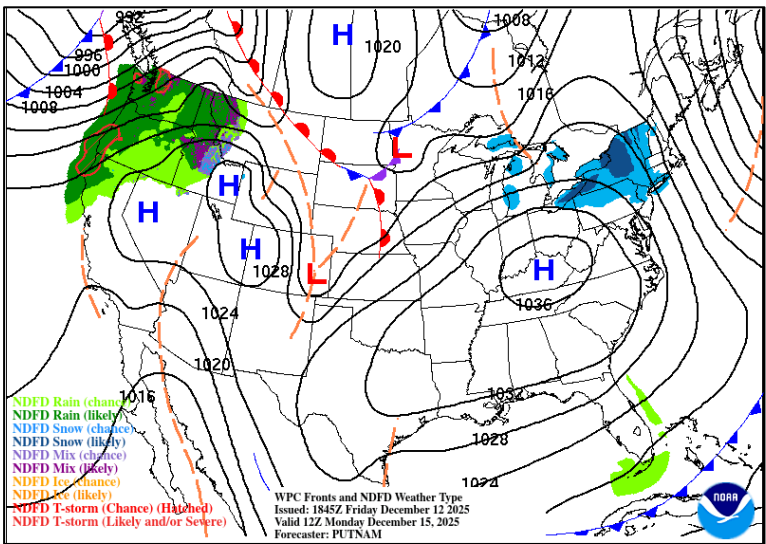 992
1008
H
1020
996
1000
1012
1004
1008
1016
L
H
H
H
H
1028
L
1036
1024
1020
1016
1032
1028
1024
NDFD Rain (chance)
NDFD Rain (likely)
NDFD Snow (chance)
NDFD Snow (likely)
NDFD Mix (chance)
NDFD Mix (likely)
NDFD Ice (chance)
NDFD Ice (likely)
NDFD T-storm (Chance) (Hatched)
NDFD T-storm (Likely and/or Severe)
WPC Fronts and NDFD Weather Type
Issued: 1845Z Friday December 12 2025
Valid 12Z Monday December 15, 2025
Forecaster: PUTNAM
NOAA